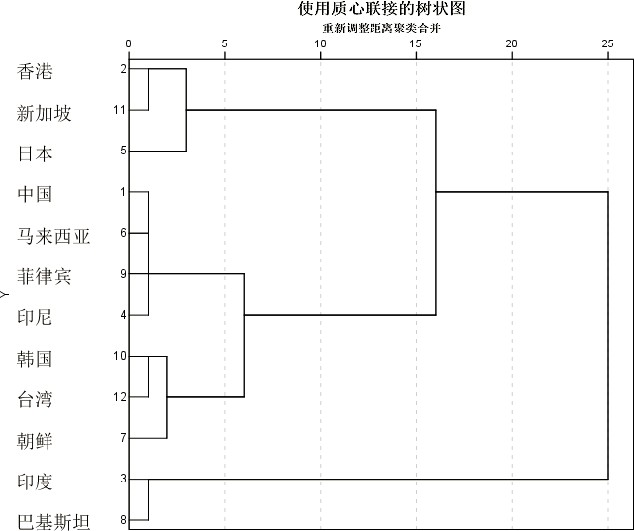 使用质心联接的树状图
重新调整距离聚类合并
0 5 10 15 20 25
香港 2
新加坡 11
日本 5
中国 1
马来西亚 6
菲律宾 9
印尼 4
韩国 10
台湾 12
朝鲜 7
印度 3
巴基斯坦 8
Y